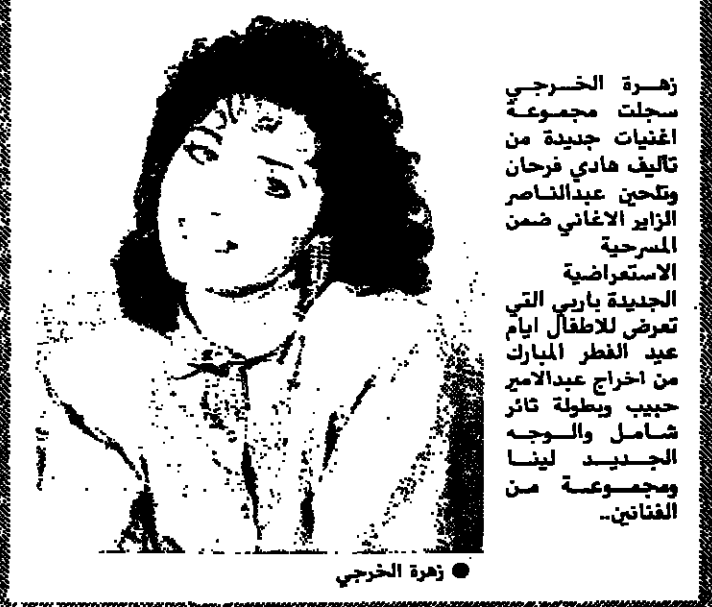 زهرة الخرجي
سجلت مجموعة
اغنيات جديدة من
تأليف هادي فرحان
وتلحين عبدالناصر
الزاير الاغاني ضمن
المسرحية
الاستعراضية
الجديدة باربي التي
تعرض للاطفال ايام
عيد الفطر المبارك
من اخراج عبدالامير
حبيب وبطولة ثائر
شامل والوجه
الجديد لينا
ومجموعة من
الفنانين..
● زهرة الخرجي